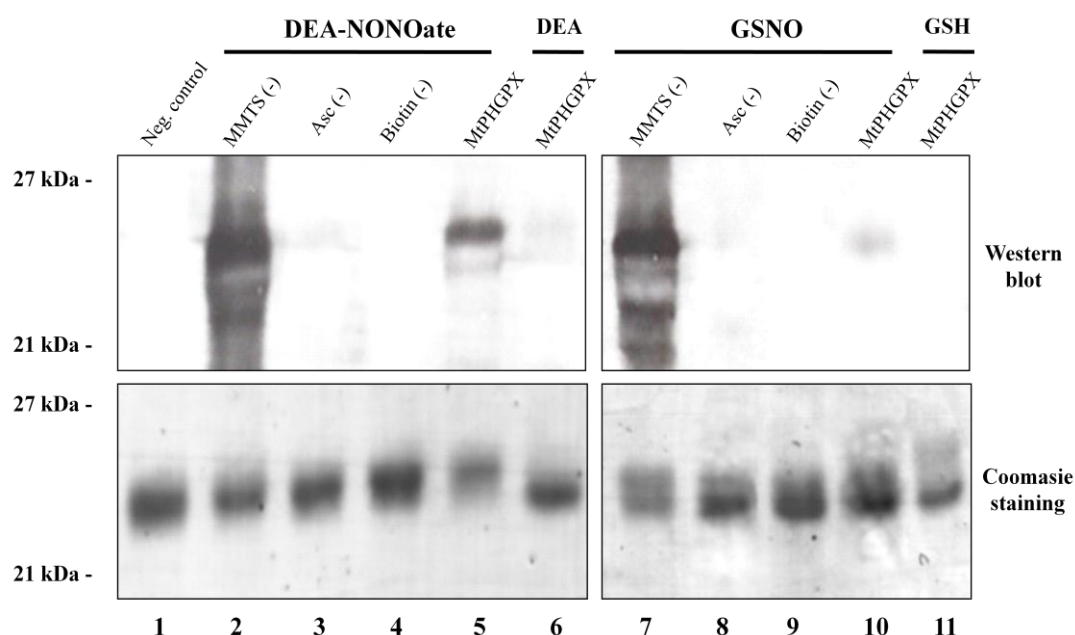 DEA-NONOate DEA GSNO GSH
Neg. control MMTS (-) Asc (-) Biotin (-) MtPHGPX MtPHGPX MMTS (-) Asc (-) Biotin (-) MtPHGPX MtPHGPX
27 kDa -
Western
blot
21 kDa -
27 kDa -
Coomasie
staining
21 kDa -
1 2 3 4 5 6 7 8 9 10 11